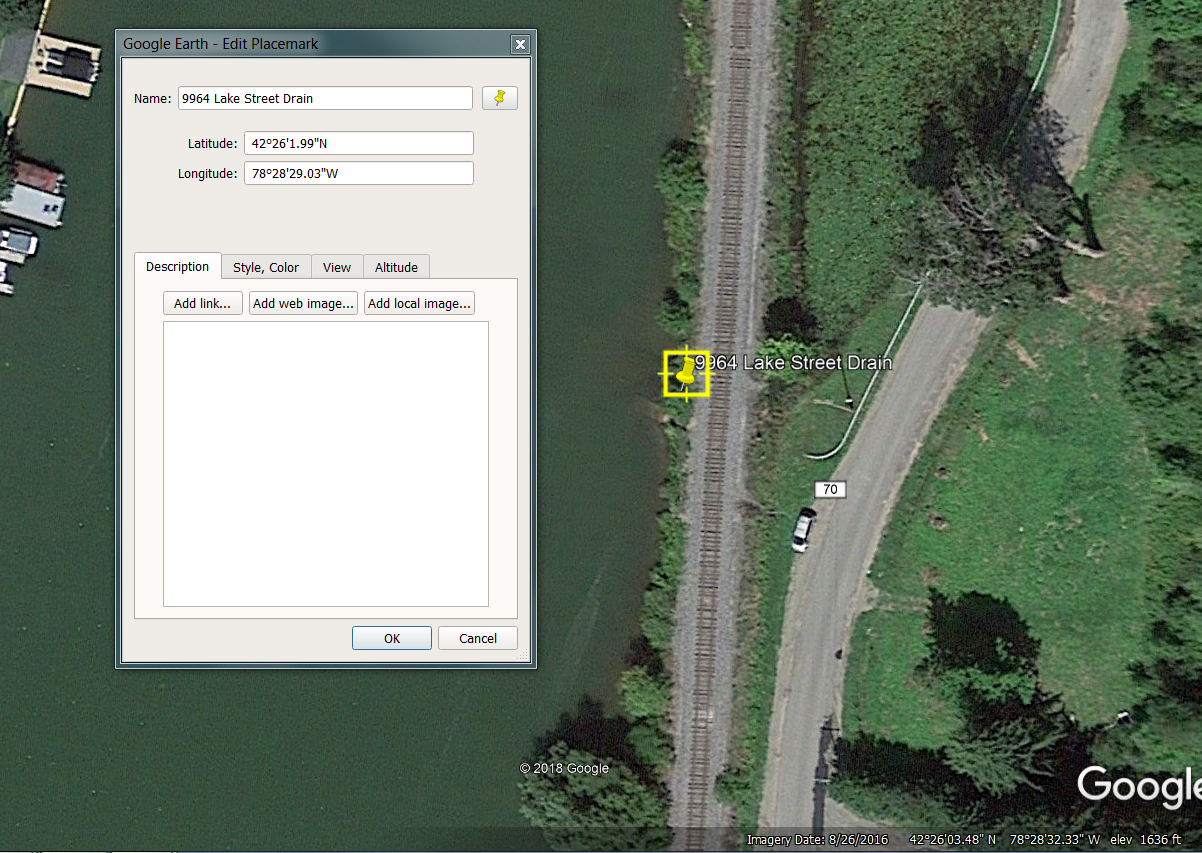 Google Earth - Edit Placemark
Name: 9964 Lake Street Drain
Latitude: 42°26'1.99"N
Longitude: 78°28'29.03"W
Description Style, Color View Altitude
Add link... Add web image... Add local image...
9964 Lake Street Drain
70
OK Cancel
© 2018 Google
Google
Imagery Date: 8/26/2016 42°26'03.48" N 78°28'32.33" W elev 1636 ft